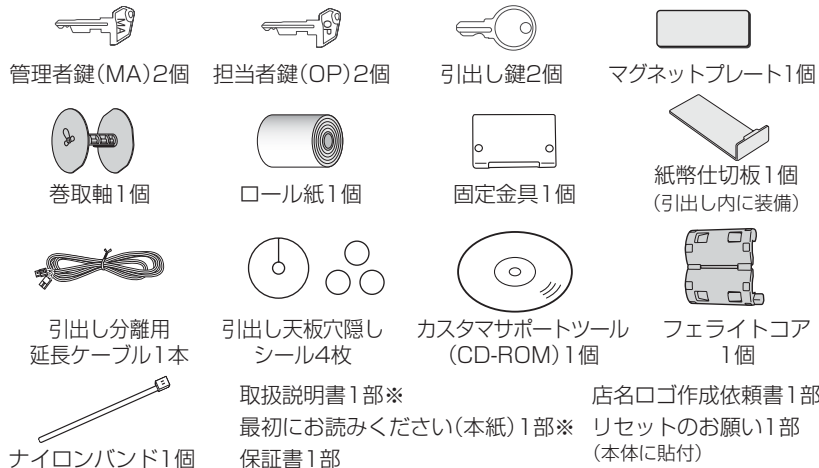 MA
OP
管理者鍵(MA)2個
担当者鍵(OP)2個
引出し鍵2個
マグネットプレート1個
巻取軸1個
ロール紙1個
固定金具1個
紙幣仕切板1個
(引出し内に装備)
引出し分離用
延長ケーブル1本
引出し天板穴隠し
シール4枚
カスタマサポートツール
(CD-ROM)1個
フェライトコア
1個
ナイロンバンド1個
取扱説明書1部※
最初にお読みください(本紙)1部※
保証書1部
店名ロゴ作成依頼書1部
リセットのお願い1部
(本体に貼付)